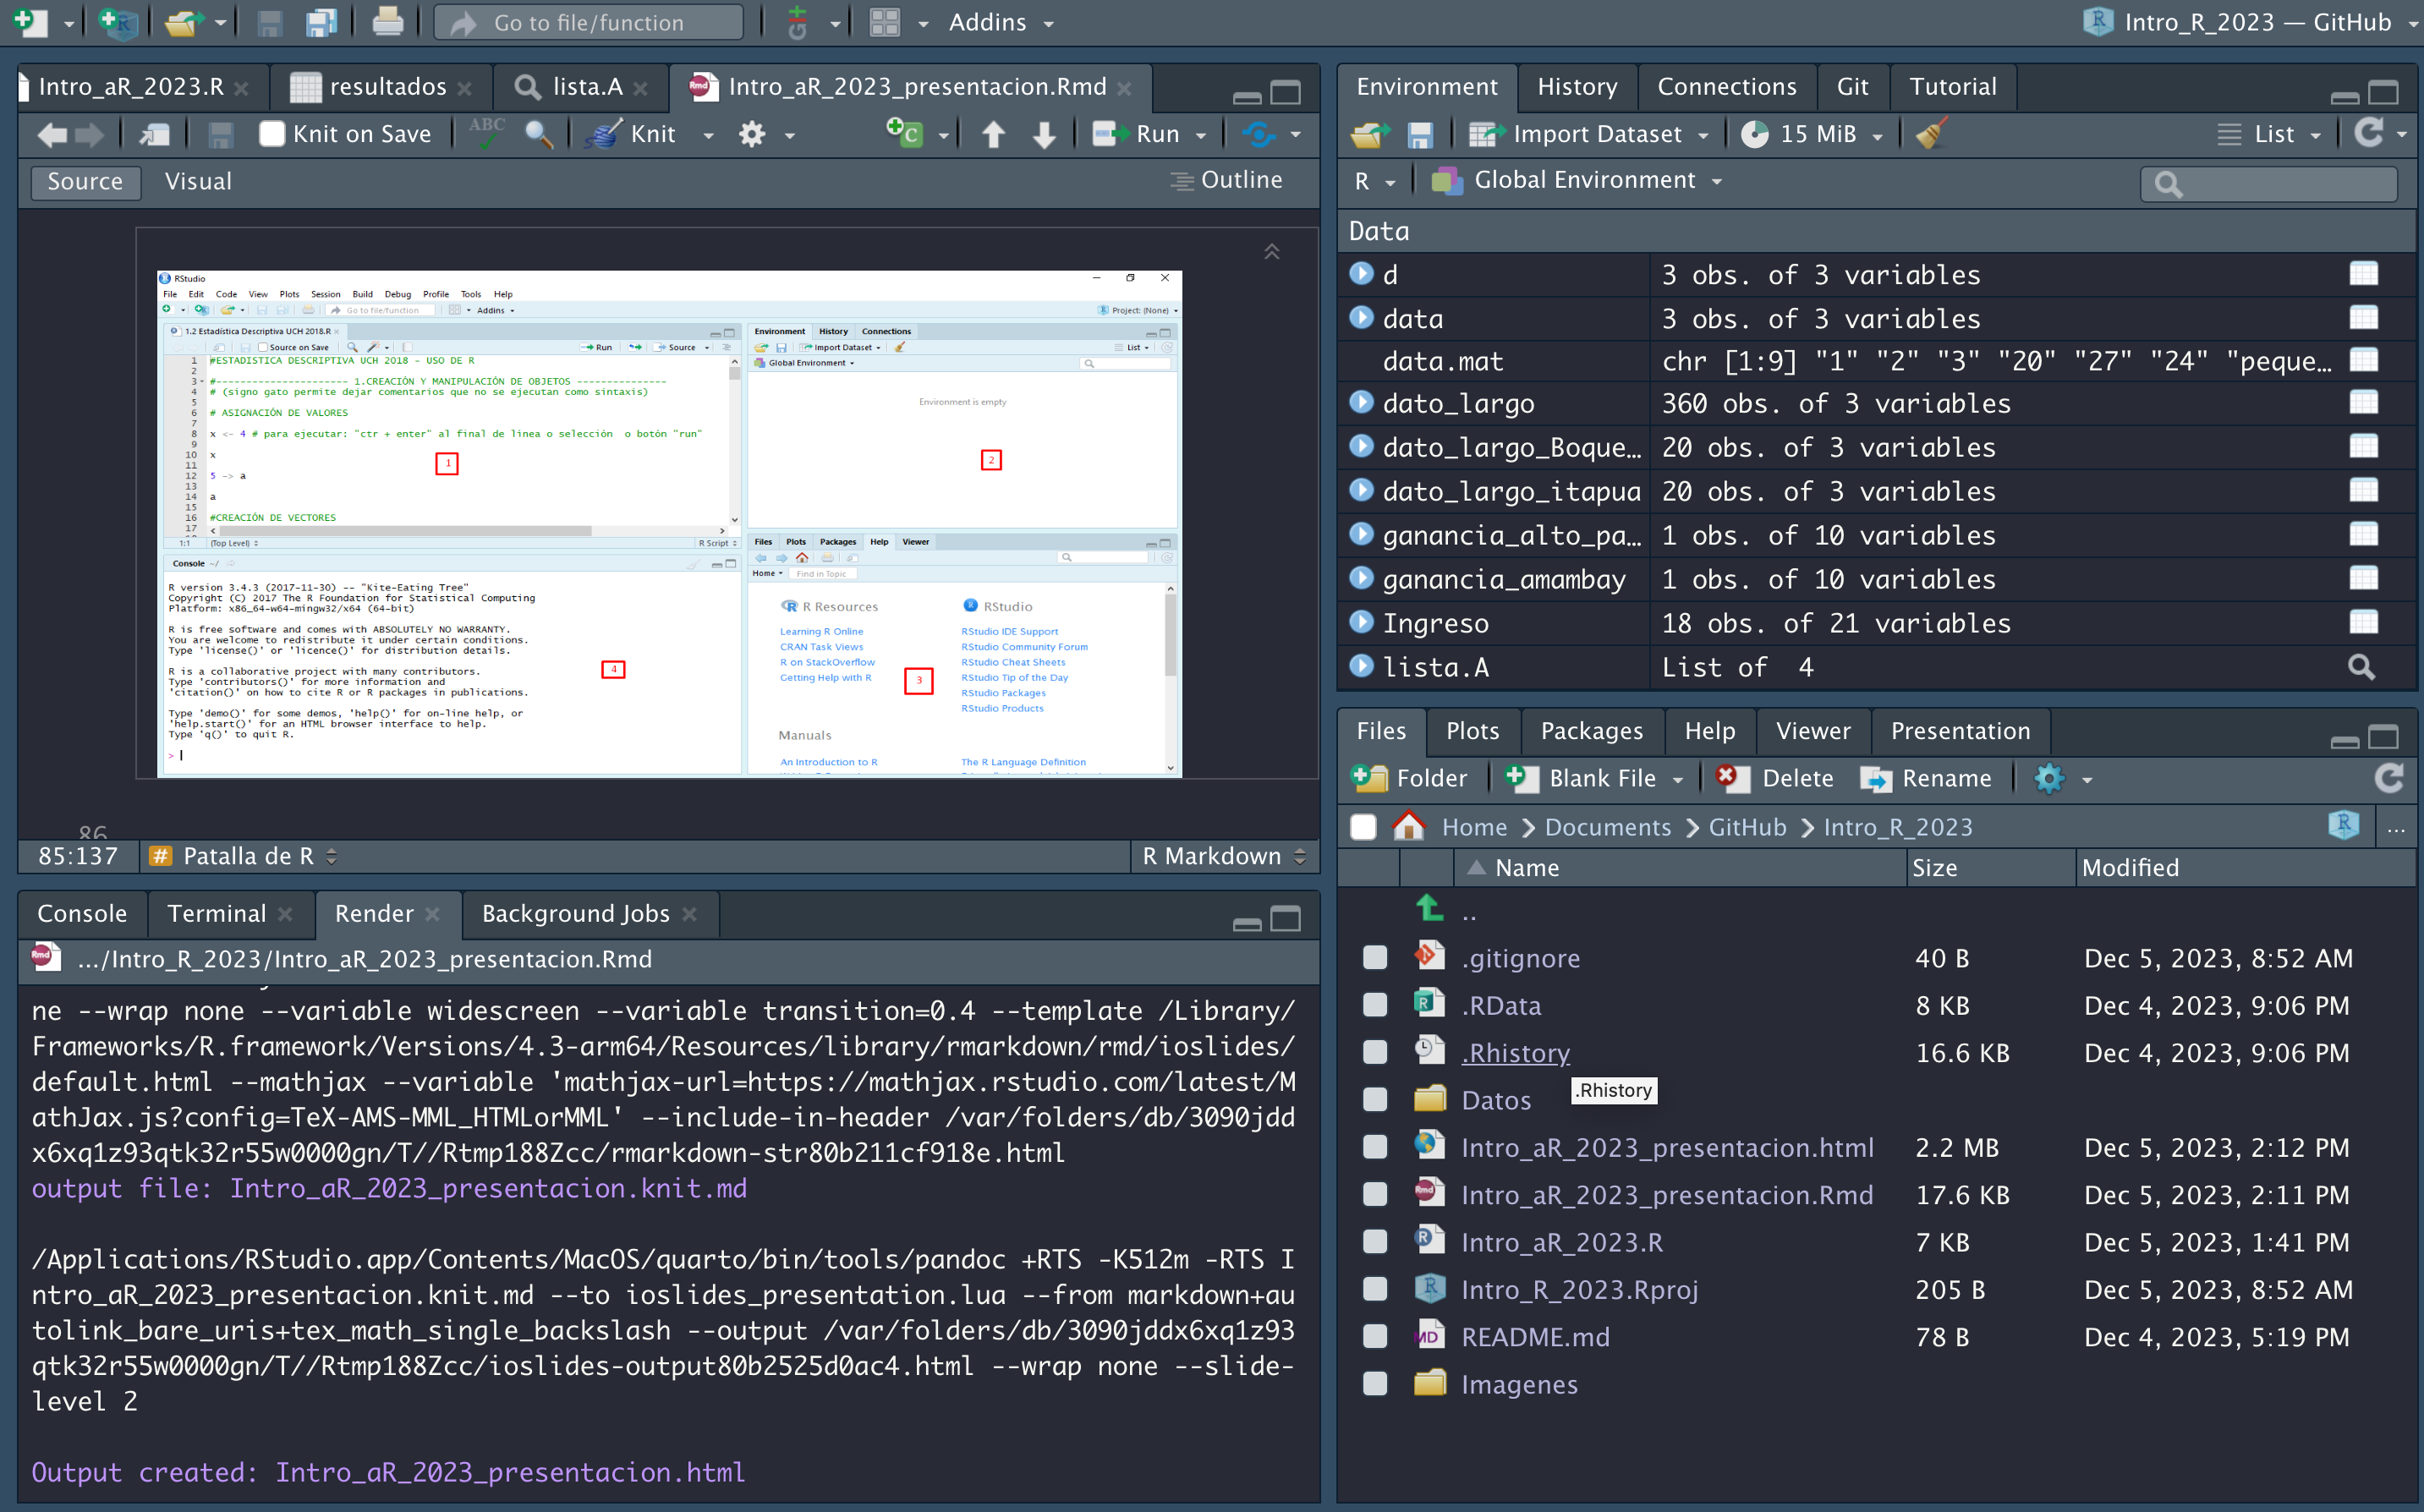 Go to file/function
Addins
Intro_R_2023 — GitHub
Intro_aR_2023.R
resultados
lista.A
Intro_aR_2023_presentacion.Rmd
Knit on Save
ABC
Knit
Run
Source
Visual
Outline
RStudio
File Edit Code View Plots Session Build Debug Profile Tools Help
Go to file/function
Addins
Project: (None)
1.2 Estadística Descriptiva UCH 2018.R
Source on Save
Run
Source
1 #ESTADISTICA DESCRIPTIVA UCH 2018 - USO DE R
2
3 #---------------------- 1.CREACIÓN Y MANIPULACIÓN DE OBJETOS ---------------
4 # (signo gato permite dejar comentarios que no se ejecutan como sintaxis)
5
6 # ASIGNACIÓN DE VALORES
7
8 x <- 4 # para ejecutar: "ctr + enter" al final de línea o selección o botón "run"
9
10 x
11
12 5 -> a
13
14 a
15
16 #CREACIÓN DE VECTORES
17
1
1:1 (Top Level) R Script
Environment History Connections
Import Dataset
List
Global Environment
Environment is empty
2
Console ~/
R version 3.4.3 (2017-11-30) -- "Kite-Eating Tree"
Copyright (C) 2017 The R Foundation for Statistical Computing
Platform: x86_64-w64-mingw32/x64 (64-bit)
R is free software and comes with ABSOLUTELY NO WARRANTY.
You are welcome to redistribute it under certain conditions.
Type 'license()' or 'licence()' for distribution details.
R is a collaborative project with many contributors.
Type 'contributors()' for more information and
'citation()' on how to cite R or R packages in publications.
Type 'demo()' for some demos, 'help()' for on-line help, or
'help.start()' for an HTML browser interface to help.
Type 'q()' to quit R.
>
4
Files Plots Packages Help Viewer
Home
Find in Topic
R Resources
Learning R Online
CRAN Task Views
R on StackOverflow
Getting Help with R
RStudio
RStudio IDE Support
RStudio Community Forum
RStudio Cheat Sheets
RStudio Tip of the Day
RStudio Packages
RStudio Products
3
Manuals
An Introduction to R
The R Language Definition
86
85:137
# Patalla de R
R Markdown
Console
Terminal
Render
Background Jobs
.../Intro_R_2023/Intro_aR_2023_presentacion.Rmd
ne --wrap none --variable widescreen --variable transition=0.4 --template /Library/
Frameworks/R.framework/Versions/4.3-arm64/Resources/library/rmarkdown/rmd/ioslides/
default.html --mathjax --variable 'mathjax-url=https://mathjax.rstudio.com/latest/M
athJax.js?config=TeX-AMS-MML_HTMLorMML' --include-in-header /var/folders/db/3090jdd
x6xq1z93qtk32r55w0000gn/T//Rtmp188Zcc/rmarkdown-str80b211cf918e.html
output file: Intro_aR_2023_presentacion.knit.md
/Applications/RStudio.app/Contents/MacOS/quarto/bin/tools/pandoc +RTS -K512m -RTS I
ntro_aR_2023_presentacion.knit.md --to ioslides_presentation.lua --from markdown+au
tolink_bare_uris+tex_math_single_backslash --output /var/folders/db/3090jddx6xq1z93
qtk32r55w0000gn/T//Rtmp188Zcc/ioslides-output80b2525d0ac4.html --wrap none --slide-
level 2
Output created: Intro_aR_2023_presentacion.html
Environment
History
Connections
Git
Tutorial
Import Dataset
15 MiB
List
R
Global Environment
Data
d 3 obs. of 3 variables
data 3 obs. of 3 variables
data.mat chr [1:9] "1" "2" "3" "20" "27" "24" "peque…
dato_largo 360 obs. of 3 variables
dato_largo_Boque… 20 obs. of 3 variables
dato_largo_itapua 20 obs. of 3 variables
ganancia_alto_pa… 1 obs. of 10 variables
ganancia_amambay 1 obs. of 10 variables
Ingreso 18 obs. of 21 variables
lista.A List of 4
Files
Plots
Packages
Help
Viewer
Presentation
Folder
Blank File
Delete
Rename
Home
Documents
GitHub
Intro_R_2023
...
Name Size Modified
..
.gitignore 40 B Dec 5, 2023, 8:52 AM
.RData 8 KB Dec 4, 2023, 9:06 PM
.Rhistory 16.6 KB Dec 4, 2023, 9:06 PM
.Rhistory
Datos
Intro_aR_2023_presentacion.html 2.2 MB Dec 5, 2023, 2:12 PM
Intro_aR_2023_presentacion.Rmd 17.6 KB Dec 5, 2023, 2:11 PM
Intro_aR_2023.R 7 KB Dec 5, 2023, 1:41 PM
Intro_R_2023.Rproj 205 B Dec 5, 2023, 8:52 AM
README.md 78 B Dec 4, 2023, 5:19 PM
Imagenes